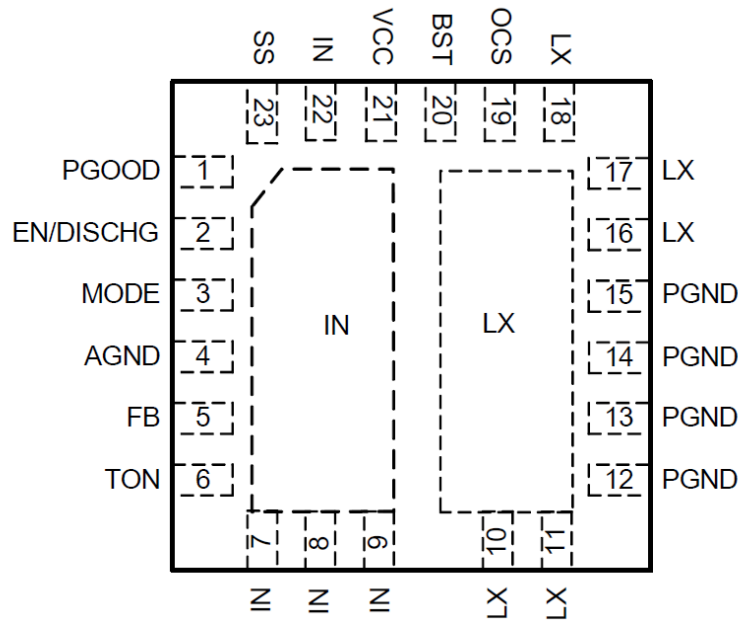 SS IN VCC BST OCS LX
23 22 21 20 19 18
PGOOD 1 17 LX
EN/DISCHG 2 16 LX
MODE 3 15 PGND
IN LX
AGND 4 14 PGND
FB 5 13 PGND
TON 6 12 PGND
7 8 9 10 11
IN IN IN LX LX